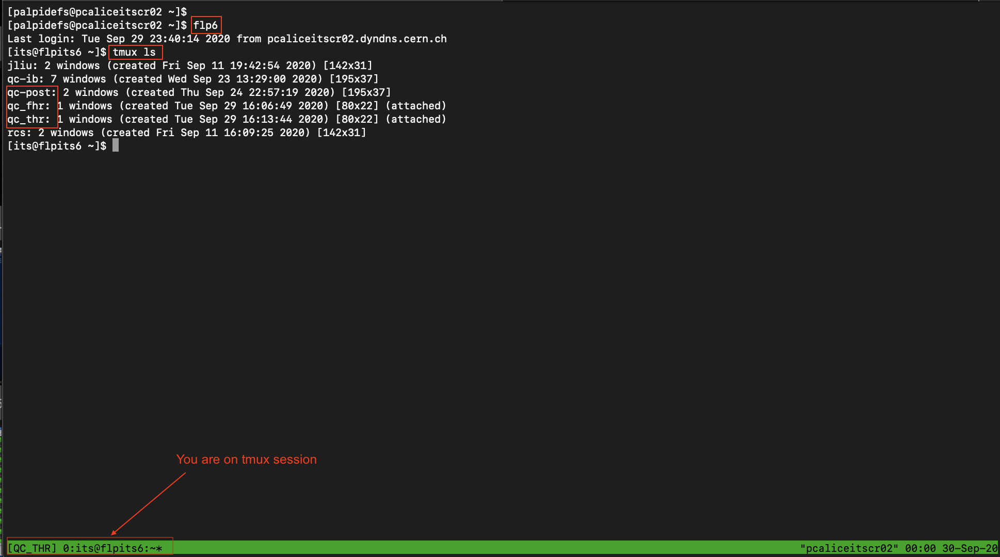 [palpidefs@pcaliceitscr02 ~]$
[palpidefs@pcaliceitscr02 ~]$ flp6
Last login: Tue Sep 29 23:40:14 2020 from pcaliceitscr02.dyndns.cern.ch
[its@flpits6 ~]$ tmux ls
jliu: 2 windows (created Fri Sep 11 19:42:54 2020) [142x31]
qc-ib: 7 windows (created Wed Sep 23 13:29:00 2020) [195x37]
qc-post: 2 windows (created Thu Sep 24 22:57:19 2020) [195x37]
qc_fhr: 1 windows (created Tue Sep 29 16:06:49 2020) [80x22] (attached)
qc_thr: 1 windows (created Tue Sep 29 16:13:44 2020) [80x22] (attached)
rcs: 2 windows (created Fri Sep 11 16:09:25 2020) [142x31]
[its@flpits6 ~]$
You are on tmux session
[QC_THR] 0:its@flpits6:~* "pcaliceitscr02" 00:00 30-Sep-20